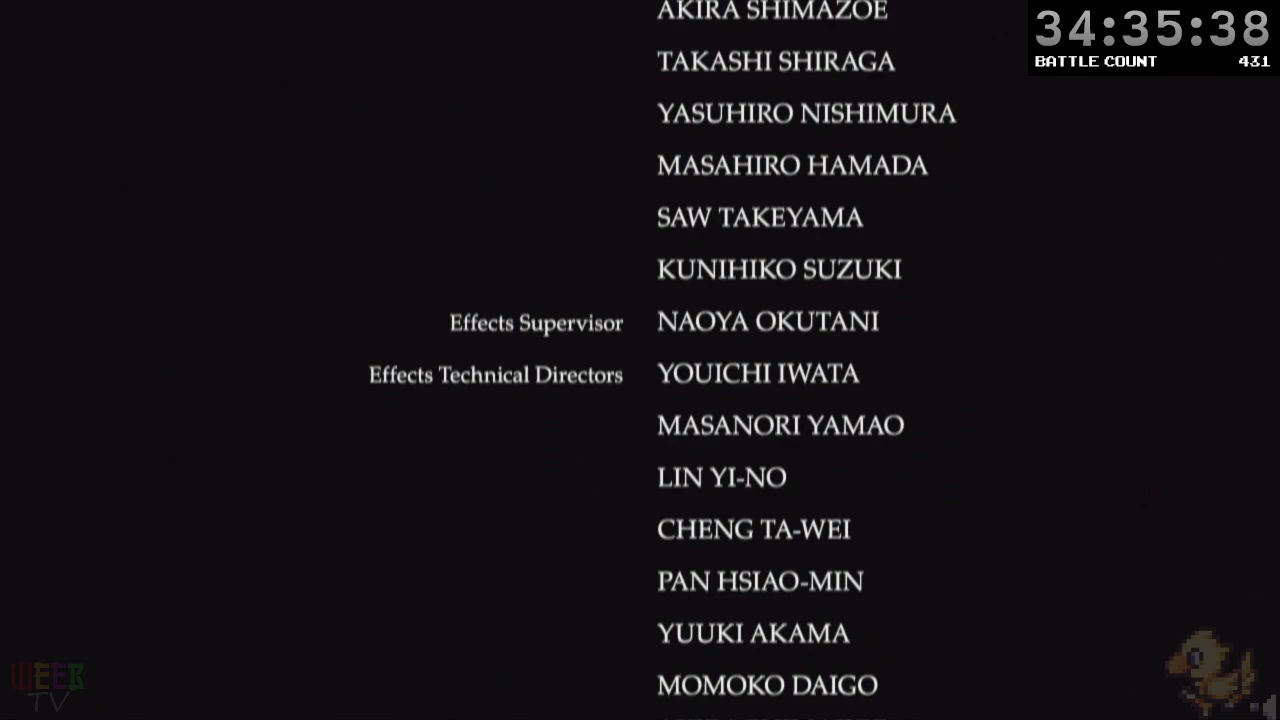 AKIRA SHIMAZOE
34:35:38
TAKASHI SHIRAGA
BATTLE COUNT 431
YASUHIRO NISHIMURA
MASAHIRO HAMADA
SAW TAKEYAMA
KUNIHIKO SUZUKI
Effects Supervisor NAOYA OKUTANI
Effects Technical Directors YOUICHI IWATA
MASANORI YAMAO
LIN YI-NO
CHENG TA-WEI
PAN HSIAO-MIN
YUUKI AKAMA
MOMOKO DAIGO
WEEB
TV